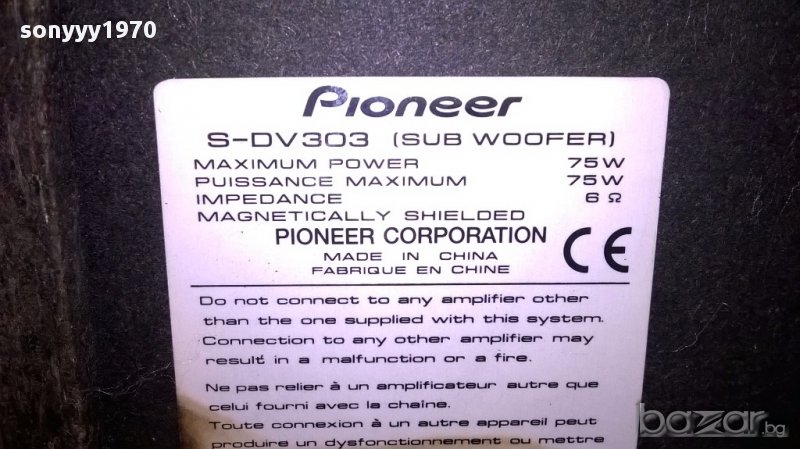 sonyyy1970
Pioneer
S-DV303 (SUB WOOFER)
MAXIMUM POWER 75W
PUISSANCE MAXIMUM 75W
IMPEDANCE 6 Ω
MAGNETICALLY SHIELDED
PIONEER CORPORATION CE
MADE IN CHINA
FABRIQUE EN CHINE
Do not connect to any amplifier other
than the one supplied with this system.
Connection to any other amplifier may
result in a malfunction or a fire.
Ne pas relier à un amplificateur autre que
celui fourni avec la chaîne.
Toute connexion à un autre appareil peut
produire un dysfonctionnement ou mettre
bazar.bg